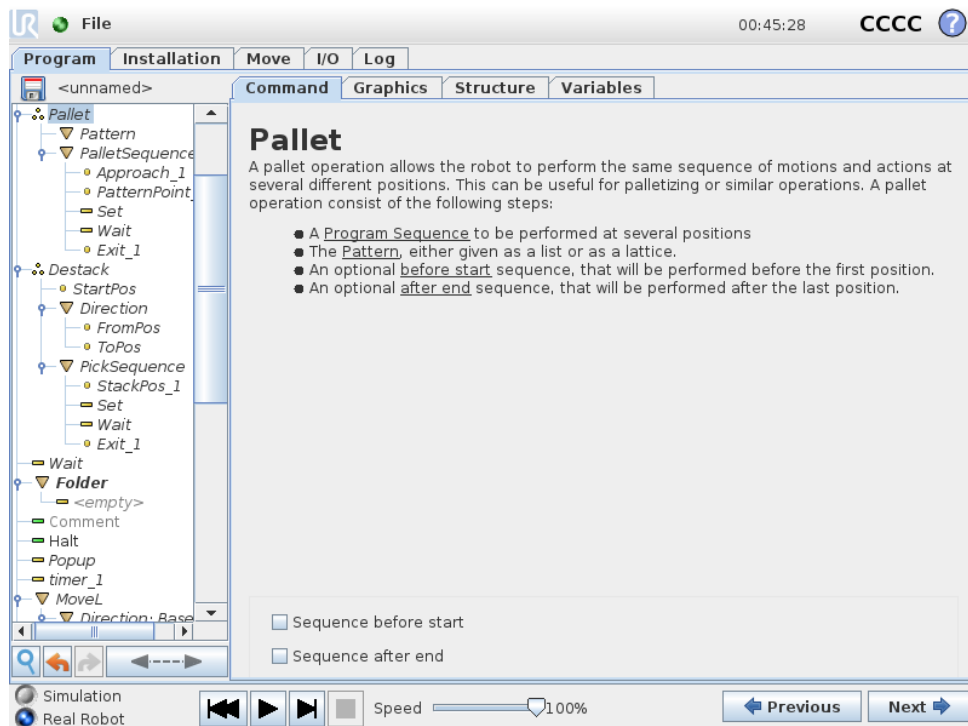 UR File 00:45:28 CCCC ?
Program Installation Move I/O Log
<unnamed>
Command Graphics Structure Variables
Pallet
Pattern
PalletSequence
Approach_1
PatternPoint_
Set
Wait
Exit_1
Destack
StartPos
Direction
FromPos
ToPos
PickSequence
StackPos_1
Set
Wait
Exit_1
Wait
Folder
<empty>
Comment
Halt
Popup
timer_1
MoveL
Direction: Base
Pallet
A pallet operation allows the robot to perform the same sequence of motions and actions at
several different positions. This can be useful for palletizing or similar operations. A pallet
operation consist of the following steps:
A Program Sequence to be performed at several positions
The Pattern, either given as a list or as a lattice.
An optional before start sequence, that will be performed before the first position.
An optional after end sequence, that will be performed after the last position.
Sequence before start
Sequence after end
Simulation
Real Robot
Speed 100%
Previous Next